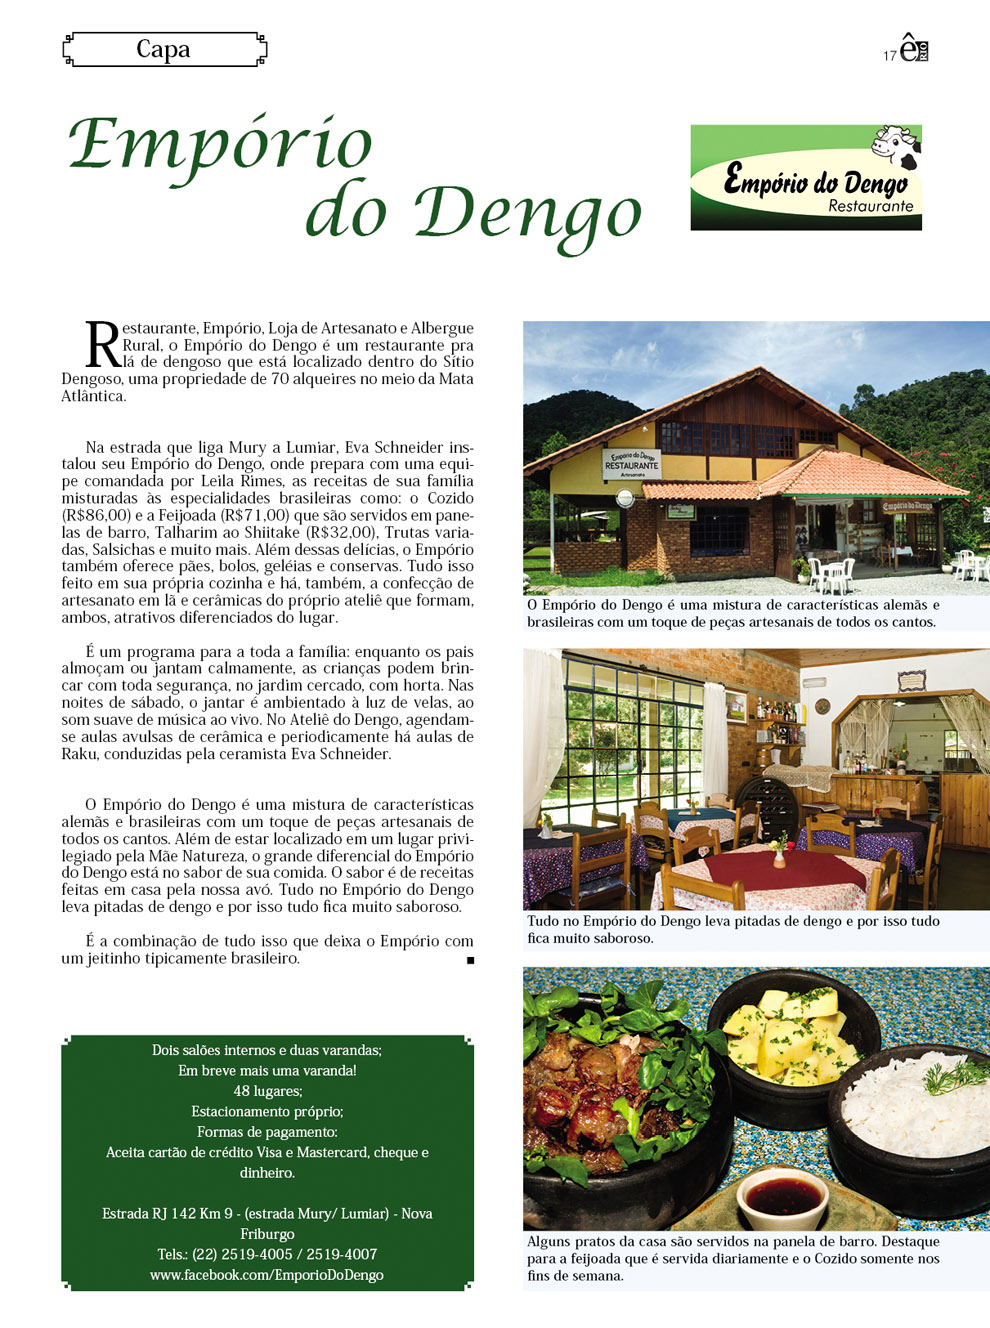 Capa
17 ê RIO
Empório
do Dengo
Empório do Dengo
Restaurante
Restaurante, Empório, Loja de Artesanato e Albergue
Rural, o Empório do Dengo é um restaurante pra
lá de dengoso que está localizado dentro do Sítio
Dengoso, uma propriedade de 70 alqueires no meio da Mata
Atlântica.
Na estrada que liga Mury a Lumiar, Eva Schneider ins-
talou seu Empório do Dengo, onde prepara com uma equi-
pe comandada por Leila Rimes, as receitas de sua família
misturadas às especialidades brasileiras como: o Cozido
(R$86,00) e a Feijoada (R$71,00) que são servidos em pane-
las de barro, Talharim ao Shiitake (R$32,00), Trutas varia-
das, Salsichas e muito mais. Além dessas delícias, o Empório
também oferece pães, bolos, geléias e conservas. Tudo isso
feito em sua própria cozinha e há, também, a confecção de
artesanato em lã e cerâmicas do próprio ateliê que formam,
ambos, atrativos diferenciados do lugar.
É um programa para a toda a família: enquanto os pais
almoçam ou jantam calmamente, as crianças podem brin-
car com toda segurança, no jardim cercado, com horta. Nas
noites de sábado, o jantar é ambientado à luz de velas, ao
som suave de música ao vivo. No Ateliê do Dengo, agendam-
se aulas avulsas de cerâmica e periodicamente há aulas de
Raku, conduzidas pela ceramista Eva Schneider.
O Empório do Dengo é uma mistura de características
alemãs e brasileiras com um toque de peças artesanais de
todos os cantos. Além de estar localizado em um lugar privi-
legiado pela Mãe Natureza, o grande diferencial do Empório
do Dengo está no sabor de sua comida. O sabor é de receitas
feitas em casa pela nossa avó. Tudo no Empório do Dengo
leva pitadas de dengo e por isso tudo fica muito saboroso.
É a combinação de tudo isso que deixa o Empório com
um jeitinho tipicamente brasileiro.
Dois salões internos e duas varandas;
Em breve mais uma varanda!
48 lugares;
Estacionamento próprio;
Formas de pagamento:
Aceita cartão de crédito Visa e Mastercard, cheque e
dinheiro.
Estrada RJ 142 Km 9 - (estrada Mury/ Lumiar) - Nova
Friburgo
Tels.: (22) 2519-4005 / 2519-4007
www.facebook.com/EmporioDoDengo
Empório do Dengo
RESTAURANTE
Artesanato
Empório do Dengo
O Empório do Dengo é uma mistura de características alemãs e
brasileiras com um toque de peças artesanais de todos os cantos.
Tudo no Empório do Dengo leva pitadas de dengo e por isso tudo
fica muito saboroso.
Alguns pratos da casa são servidos na panela de barro. Destaque
para a feijoada que é servida diariamente e o Cozido somente nos
fins de semana.